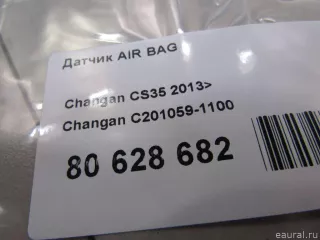 Датчик AIR BAG
Changan CS35 2013>
Changan C201059-1100
80 628 682
eaural.ru